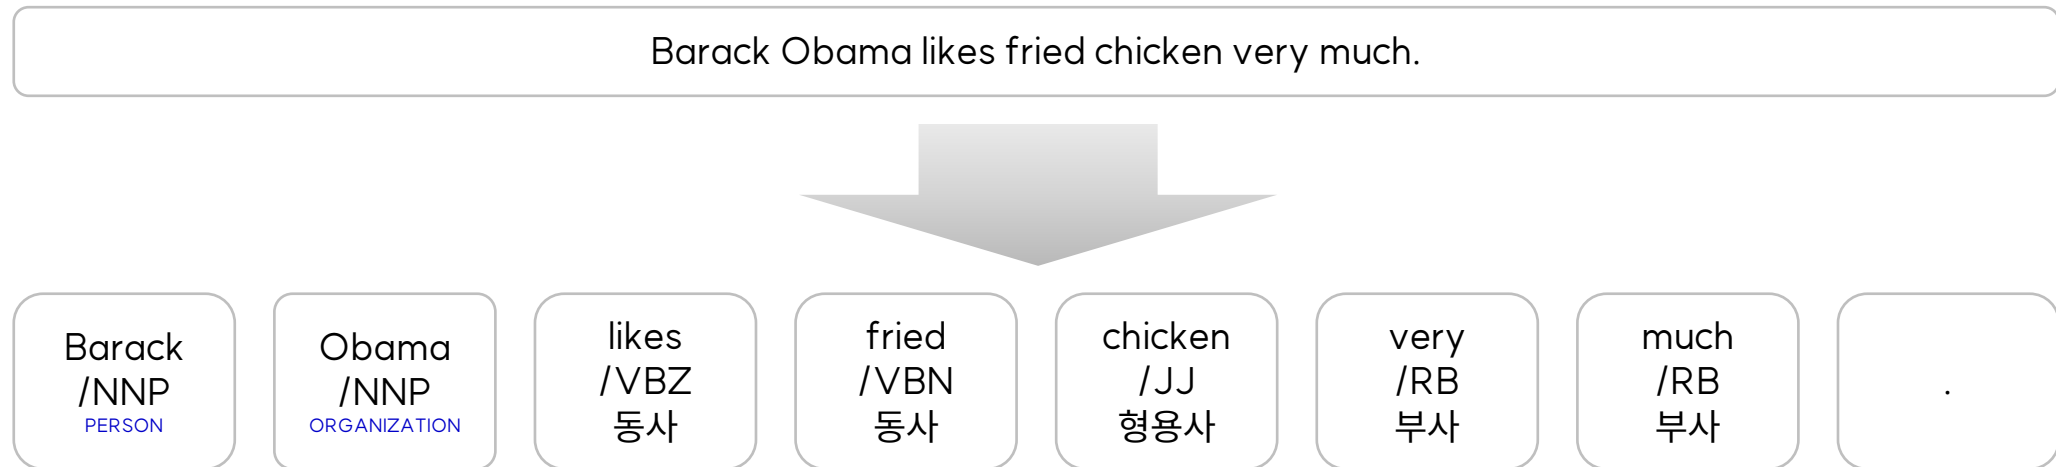 Barack Obama likes fried chicken very much.
Barack
/NNP
PERSON
Obama
/NNP
ORGANIZATION
likes
/VBZ
동사
fried
/VBN
동사
chicken
/JJ
형용사
very
/RB
부사
much
/RB
부사
.